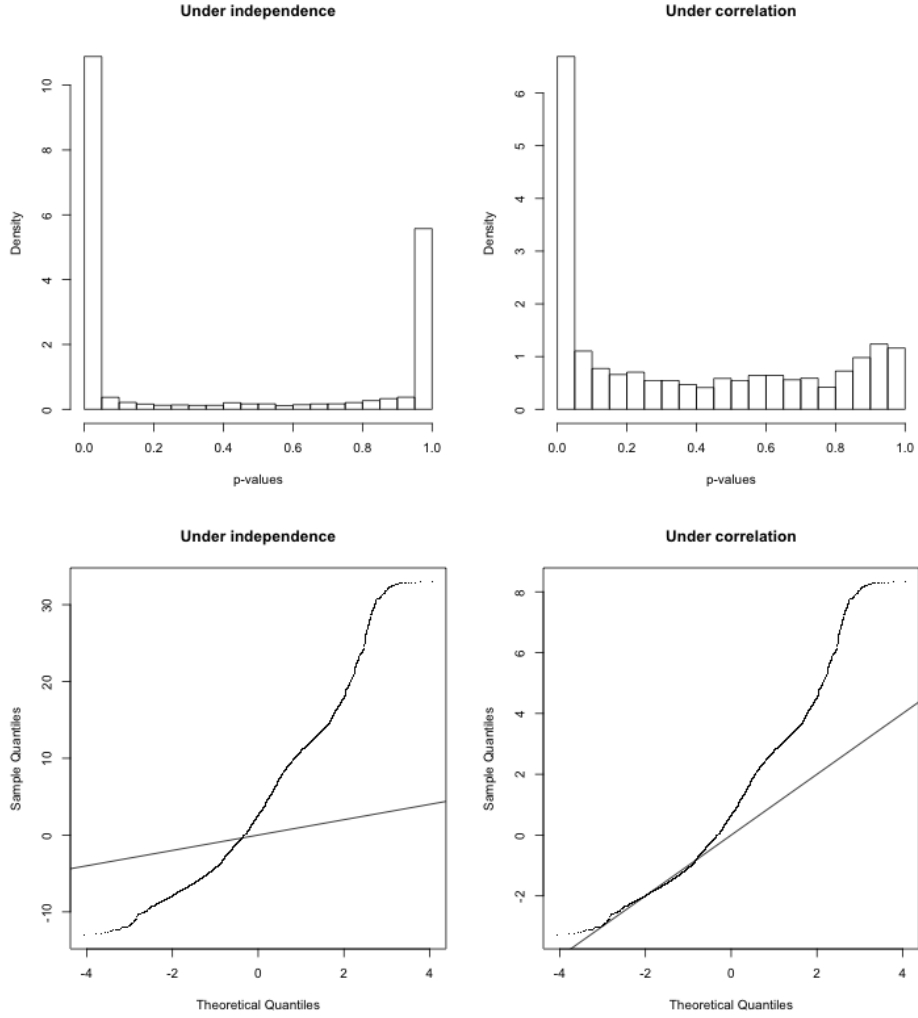 Under independence
Under correlation
Density
10
8
6
4
2
0
0.0 0.2 0.4 0.6 0.8 1.0
p-values
Density
6
5
4
3
2
1
0
0.0 0.2 0.4 0.6 0.8 1.0
p-values
Under independence
Under correlation
Sample Quantiles
30
20
10
0
-10
-4 -2 0 2 4
Theoretical Quantiles
Sample Quantiles
8
6
4
2
0
-2
-4 -2 0 2 4
Theoretical Quantiles